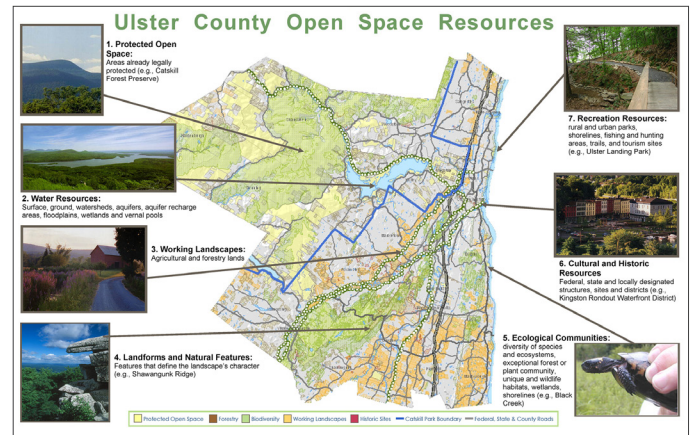 Ulster County Open Space Resources
1. Protected Open
Space:
Areas already legally
protected (e.g., Catskill
Forest Preserve)
2. Water Resources:
Surface, ground, watersheds, aquifers, aquifer recharge
areas, floodplains, wetlands and vernal pools
3. Working Landscapes:
Agricultural and forestry lands
4. Landforms and Natural Features:
Features that define the landscape's character
(e.g., Shawangunk Ridge)
7. Recreation Resources:
rural and urban parks,
shorelines, fishing and hunting
areas, trails, and tourism sites
(e.g., Ulster Landing Park)
6. Cultural and Historic
Resources
Federal, state and locally designated
structures, sites and districts (e.g.,
Kingston Rondout Waterfront District)
5. Ecological Communities:
diversity of species
and ecosystems,
exceptional forest or
plant community,
unique and wildlife
habitats, wetlands,
shorelines (e.g., Black
Creek)
Protected Open Space Forestry Biodiversity Working Landscapes Historic Sites Catskill Park Boundary Federal, State & County Roads